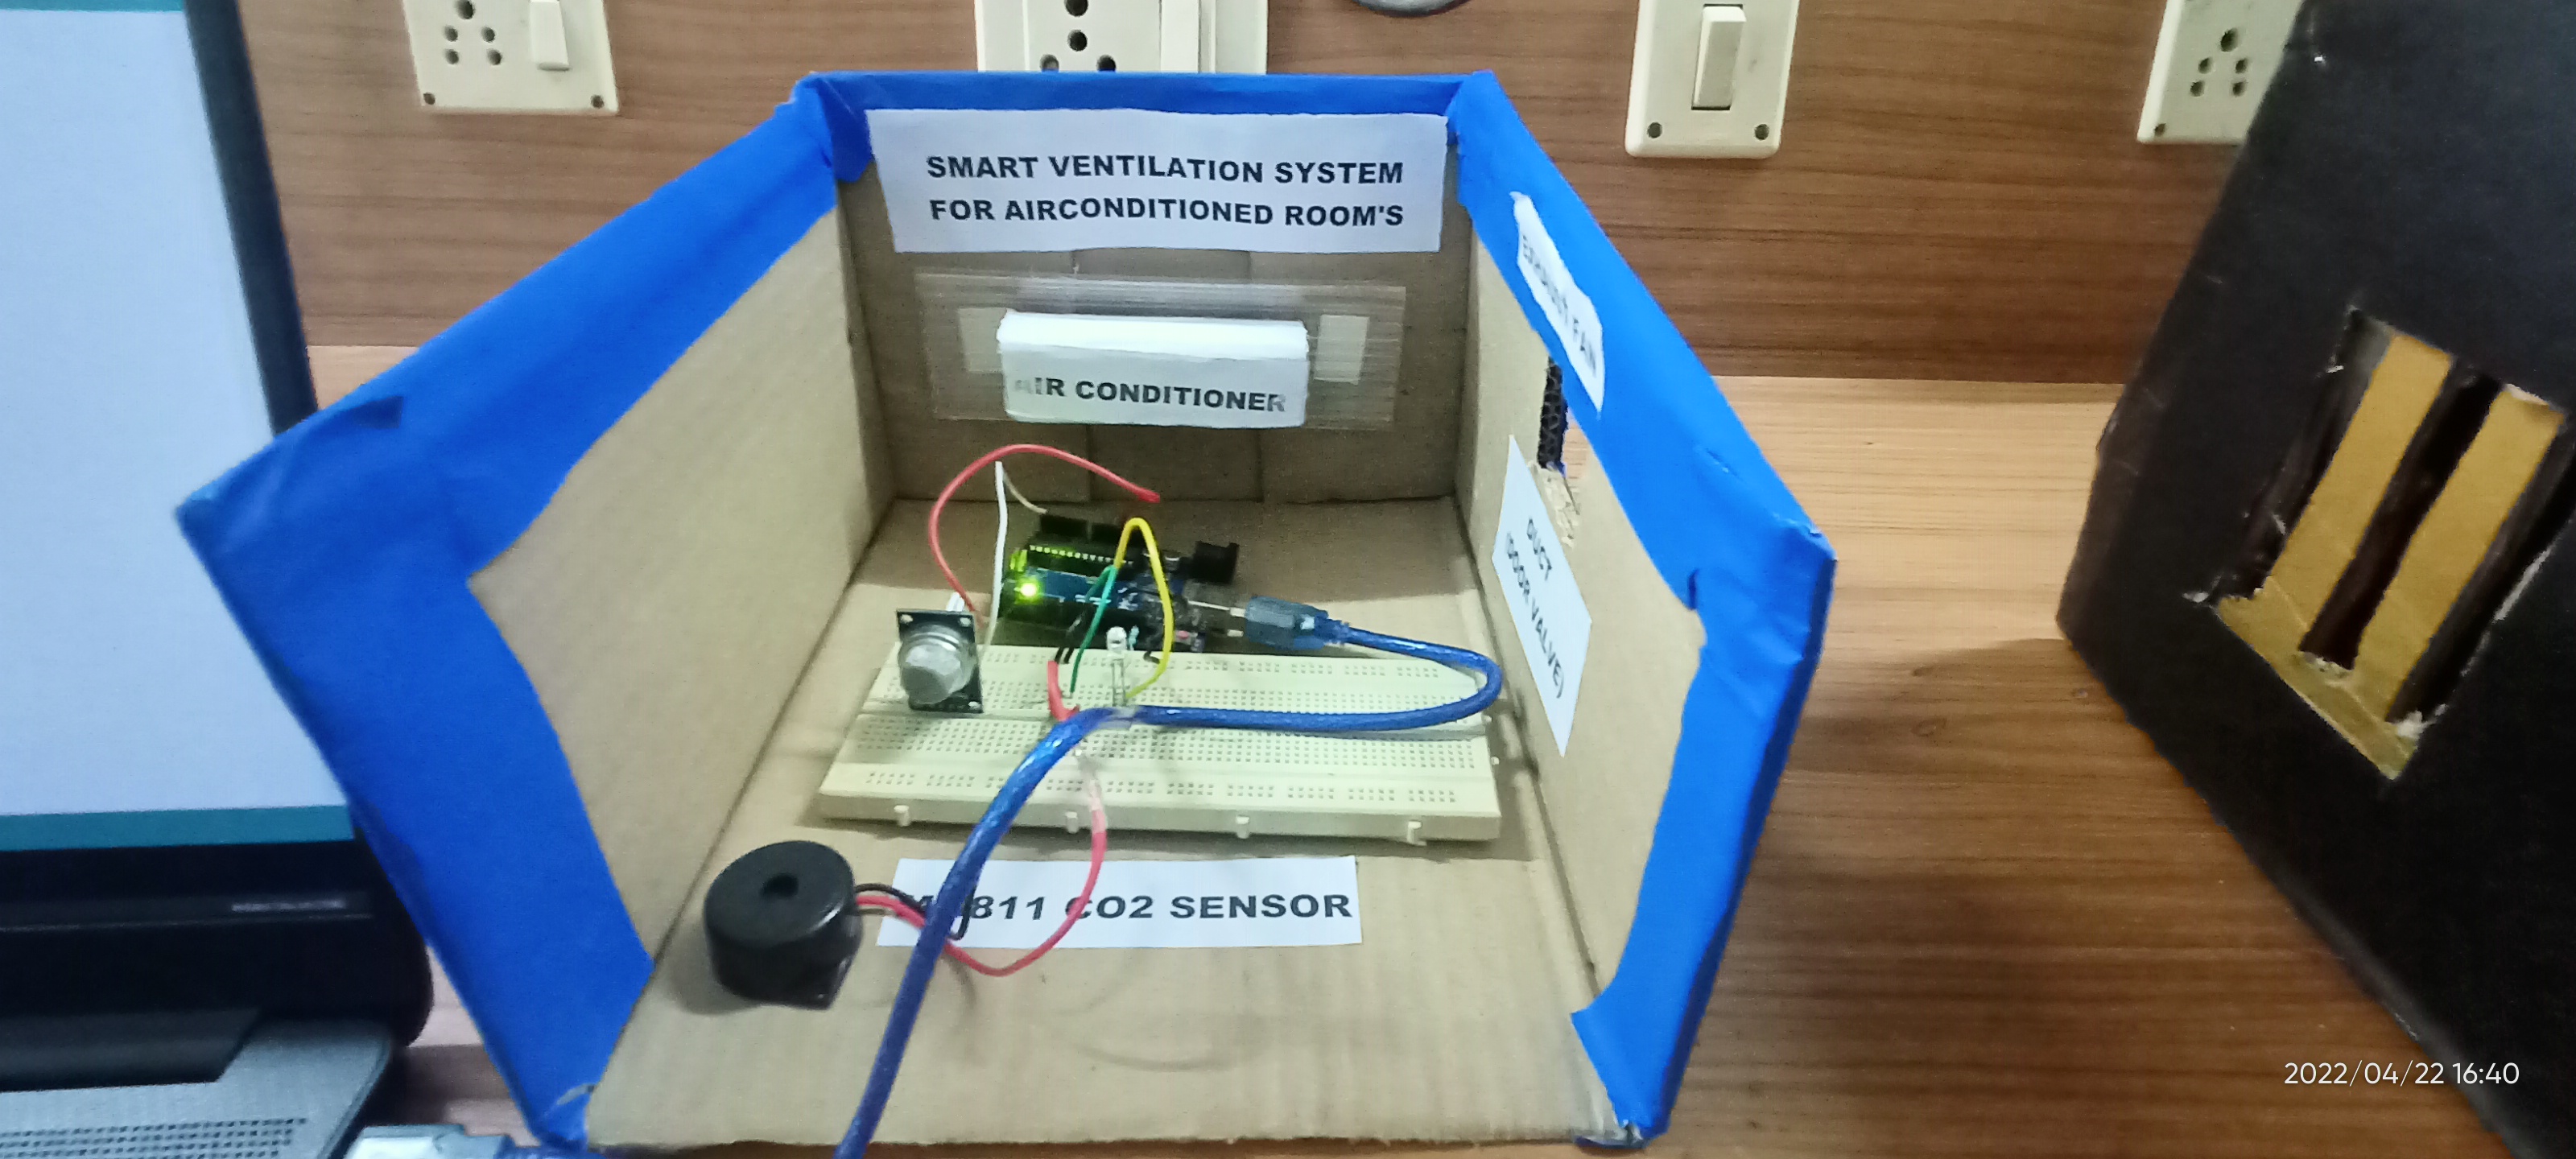 SMART VENTILATION SYSTEM
FOR AIRCONDITIONED ROOM'S
AIR CONDITIONER
FAN
DUCT
(DOOR VALVE)
811 CO2 SENSOR
2022/04/22 16:40